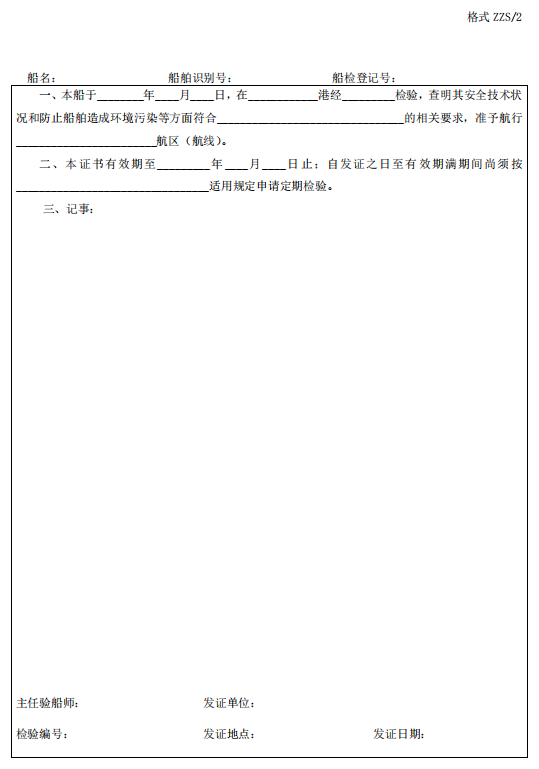 格式 ZZS/2
船名： 船舶识别号： 船检登记号：
一、本船于________年____月____日，在____________港经_________检验，查明其安全技术状
况和防止船舶造成环境污染等方面符合________________________________的相关要求，准予航行
________________________航区（航线）。
二、本证书有效期至_________年____月____日止；自发证之日至有效期满期间尚须按
_________________________________适用规定申请定期检验。
三、记事：
主任验船师： 发证单位：
检验编号： 发证地点： 发证日期：